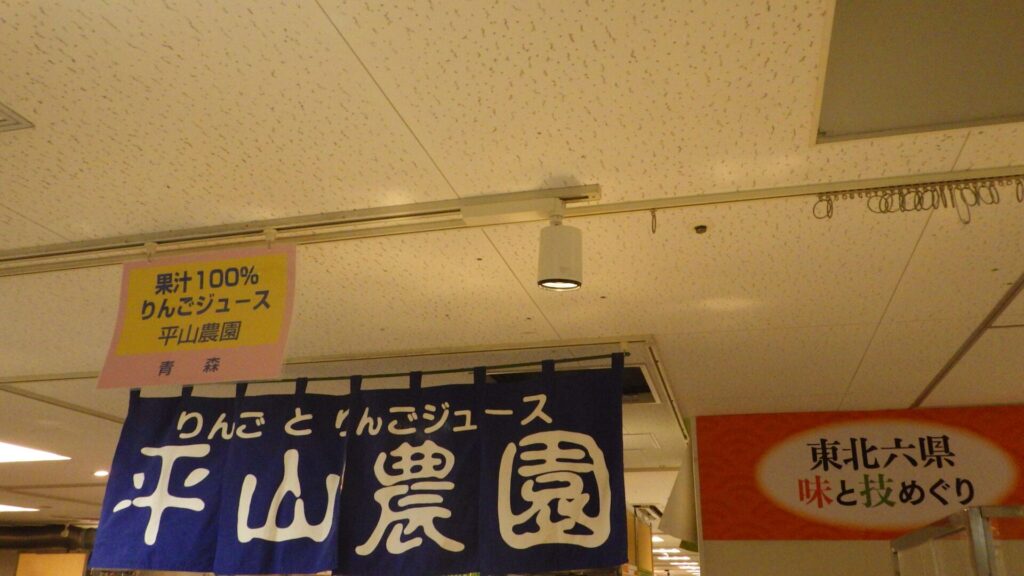 果汁100%
りんごジュース
平山農園
青森
りんごとりんごジュース
平山農園
東北六県
味と技めぐり